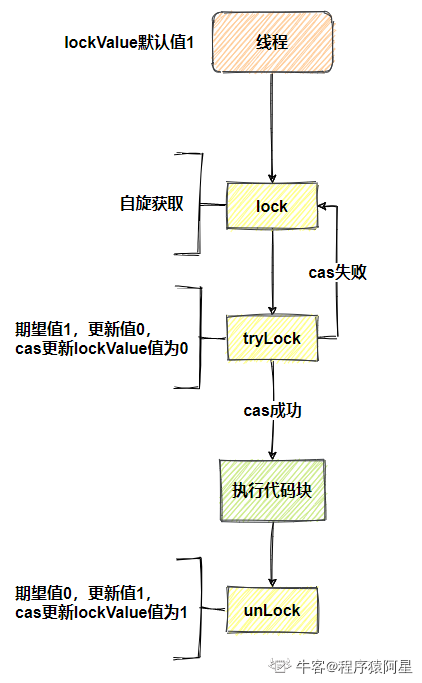 lockValue默认值1
线程
自旋获取
lock
cas失败
期望值1，更新值0，
cas更新lockValue值为0
tryLock
cas成功
执行代码块
期望值0，更新值1，
cas更新lockValue值为1
unLock
牛客@程序猿阿星